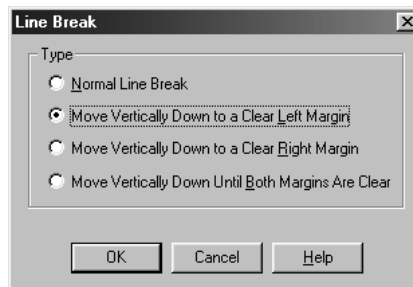 Line Break
Type
Normal Line Break
Move Vertically Down to a Clear Left Margin
Move Vertically Down to a Clear Right Margin
Move Vertically Down Until Both Margins Are Clear
OK Cancel Help